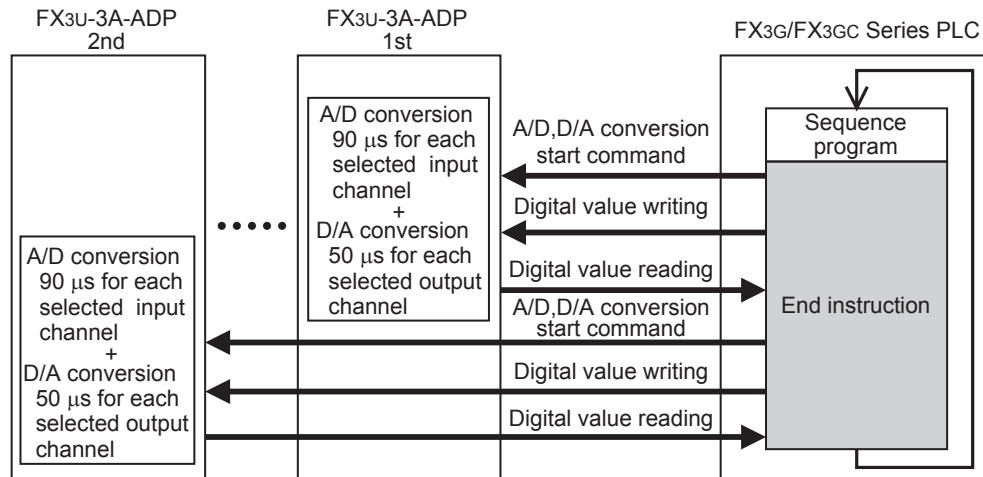 FX3U-3A-ADP
2nd
FX3U-3A-ADP
1st
FX3G/FX3GC Series PLC
A/D conversion
90 μs for each
selected input
channel
+
D/A conversion
50 μs for each
selected output
channel
A/D conversion
90 μs for each
selected input
channel
+
D/A conversion
50 μs for each
selected output
channel
A/D,D/A conversion
start command
Digital value writing
Digital value reading
A/D,D/A conversion
start command
Digital value writing
Digital value reading
Sequence
program
End instruction